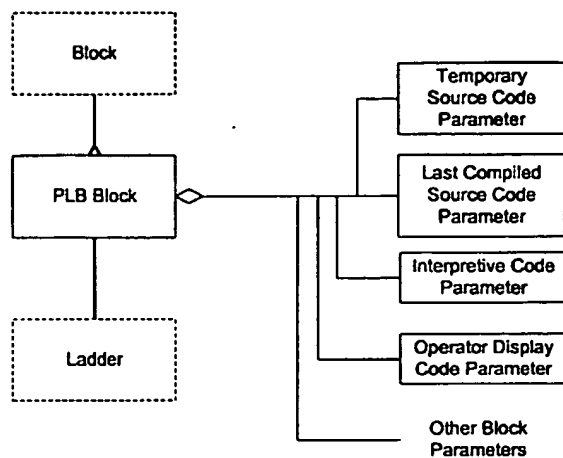 Block
PLB Block
Ladder
Temporary
Source Code
Parameter
Last Compiled
Source Code
Parameter
Interpretive Code
Parameter
Operator Display
Code Parameter
Other Block
Parameters